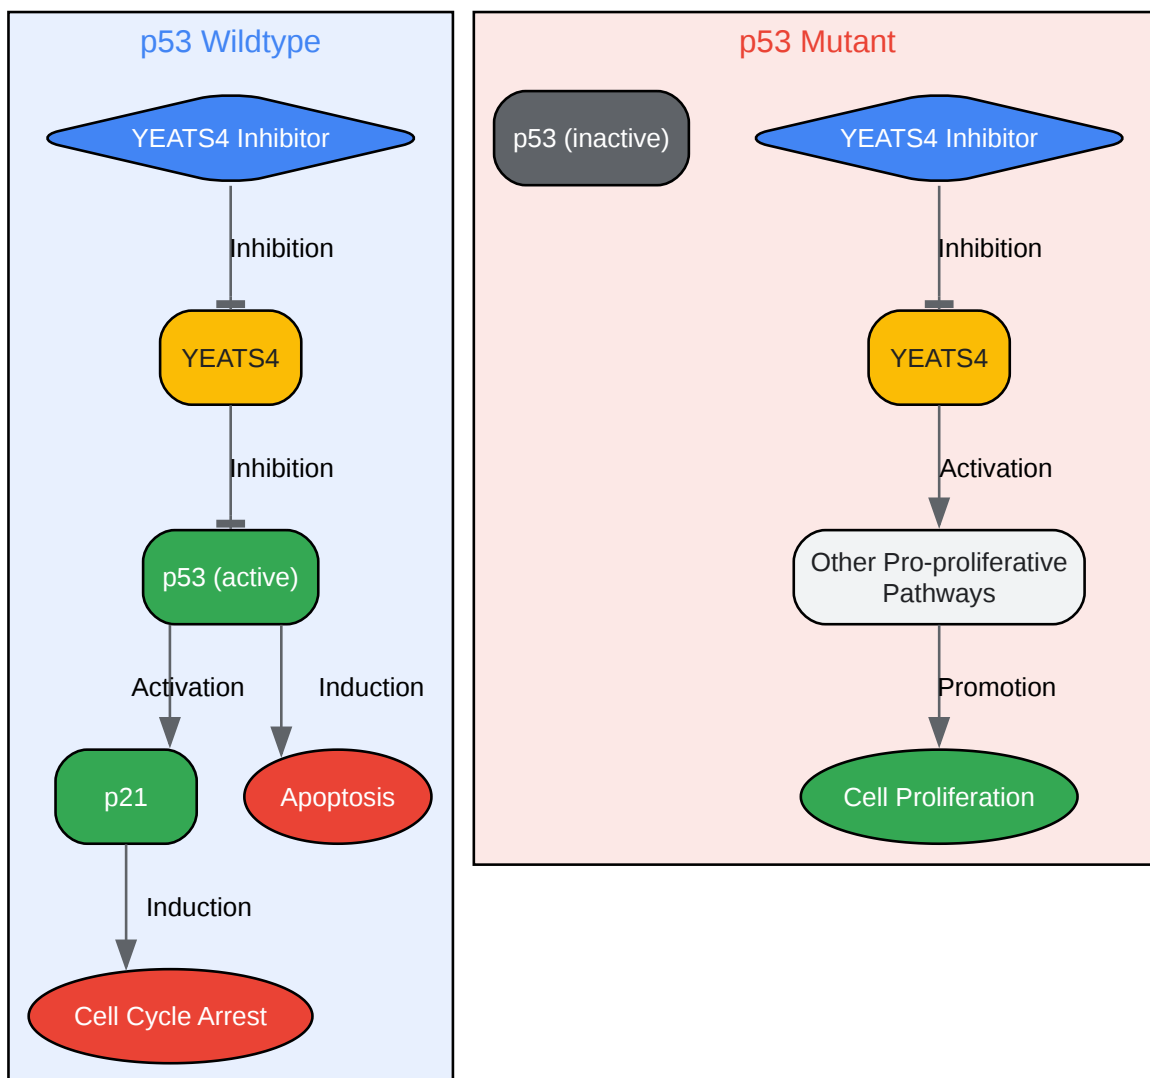 p53 Wildtype
YEATS4 Inhibitor
Inhibition
YEATS4
Inhibition
p53 (active)
Activation
Induction
p21
Apoptosis
Induction
Cell Cycle Arrest
p53 Mutant
p53 (inactive)
YEATS4 Inhibitor
Inhibition
YEATS4
Activation
Other Pro-proliferative
Pathways
Promotion
Cell Proliferation